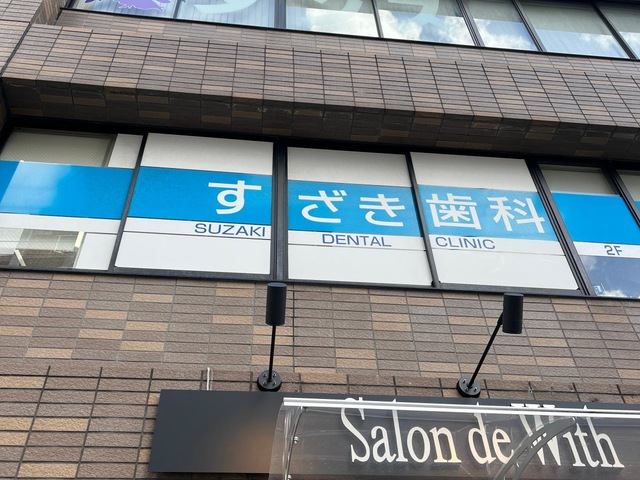 すざき歯科
SUZAKI DENTAL CLINIC
2F
Salon de With